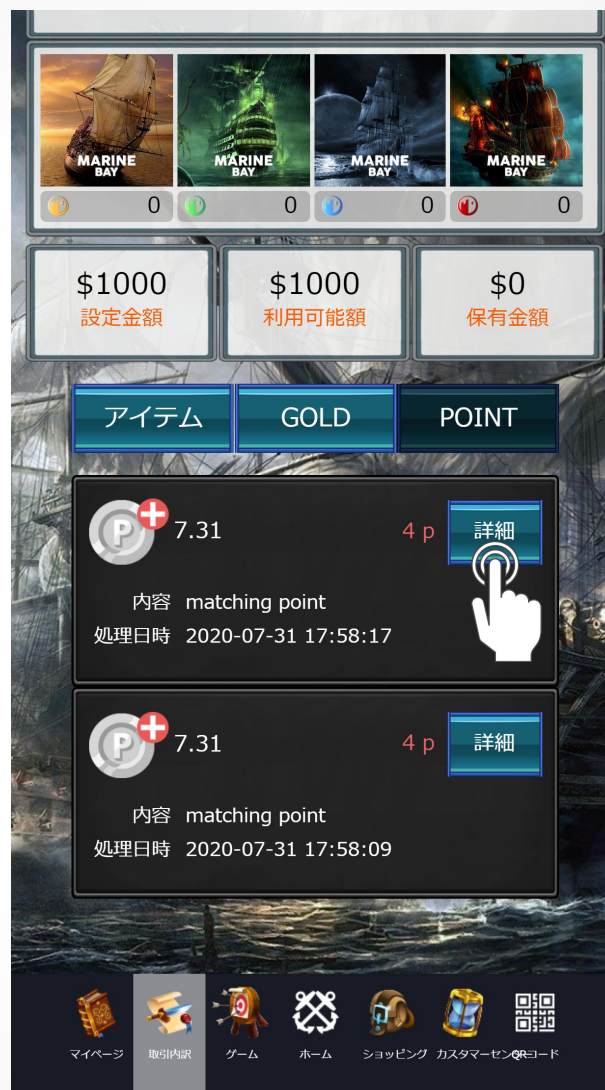 MARINE BAY MARINE BAY MARINE BAY MARINE BAY
0 0 0 0
$1000 $1000 $0
設定金額 利用可能額 保有金額
アイテム GOLD POINT
P 7.31 4 p 詳細
内容 matching point
処理日時 2020-07-31 17:58:17
P 7.31 4 p 詳細
内容 matching point
処理日時 2020-07-31 17:58:09
マイページ 取引内訳 ゲーム ホーム ショッピング カスタマーセン QRコード